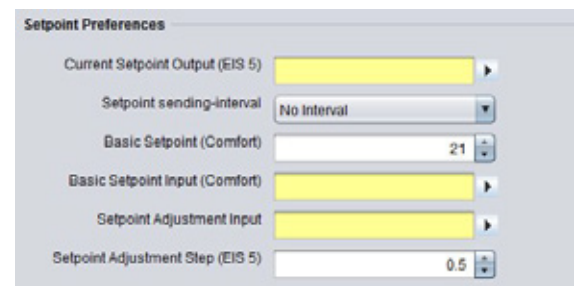 Setpoint Preferences
Current Setpoint Output (EIS 5)
Setpoint sending-interval No Interval
Basic Setpoint (Comfort) 21
Basic Setpoint Input (Comfort)
Setpoint Adjustment Input
Setpoint Adjustment Step (EIS 5) 0.5